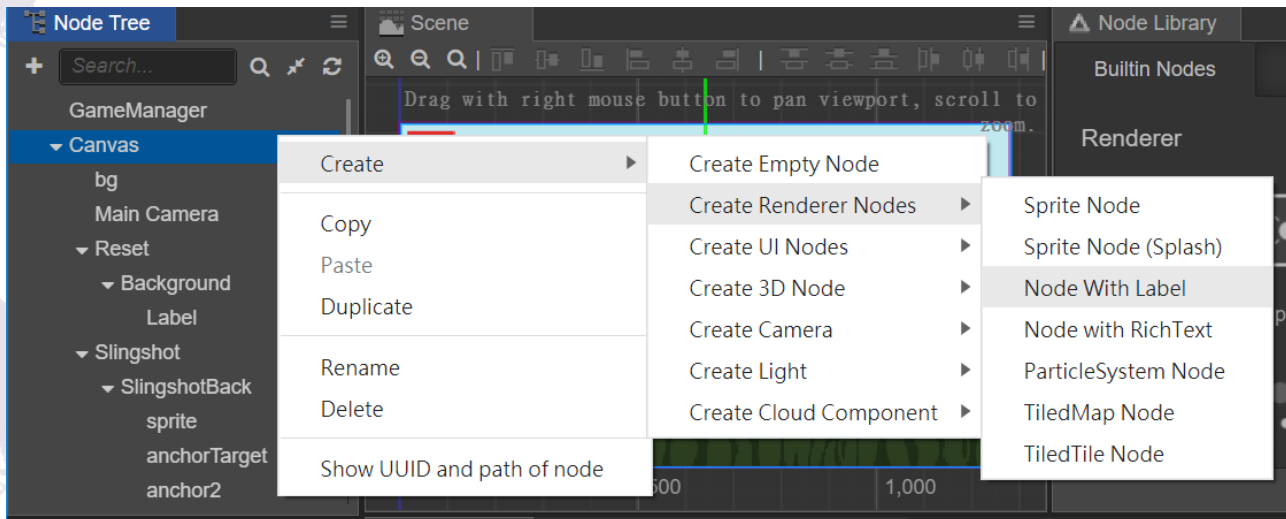 Node Tree
Search...
GameManager
Canvas
bg
Main Camera
Reset
Background
Label
Slingshot
SlingshotBack
sprite
anchorTarget
anchor2
Scene
Drag with right mouse button to pan viewport, scroll to
zoom.
500
1,000
Create
Copy
Paste
Duplicate
Rename
Delete
Show UUID and path of node
Create Empty Node
Create Renderer Nodes
Create UI Nodes
Create 3D Node
Create Camera
Create Light
Create Cloud Component
Sprite Node
Sprite Node (Splash)
Node With Label
Node with RichText
ParticleSystem Node
TiledMap Node
TiledTile Node
Node Library
Builtin Nodes
Renderer